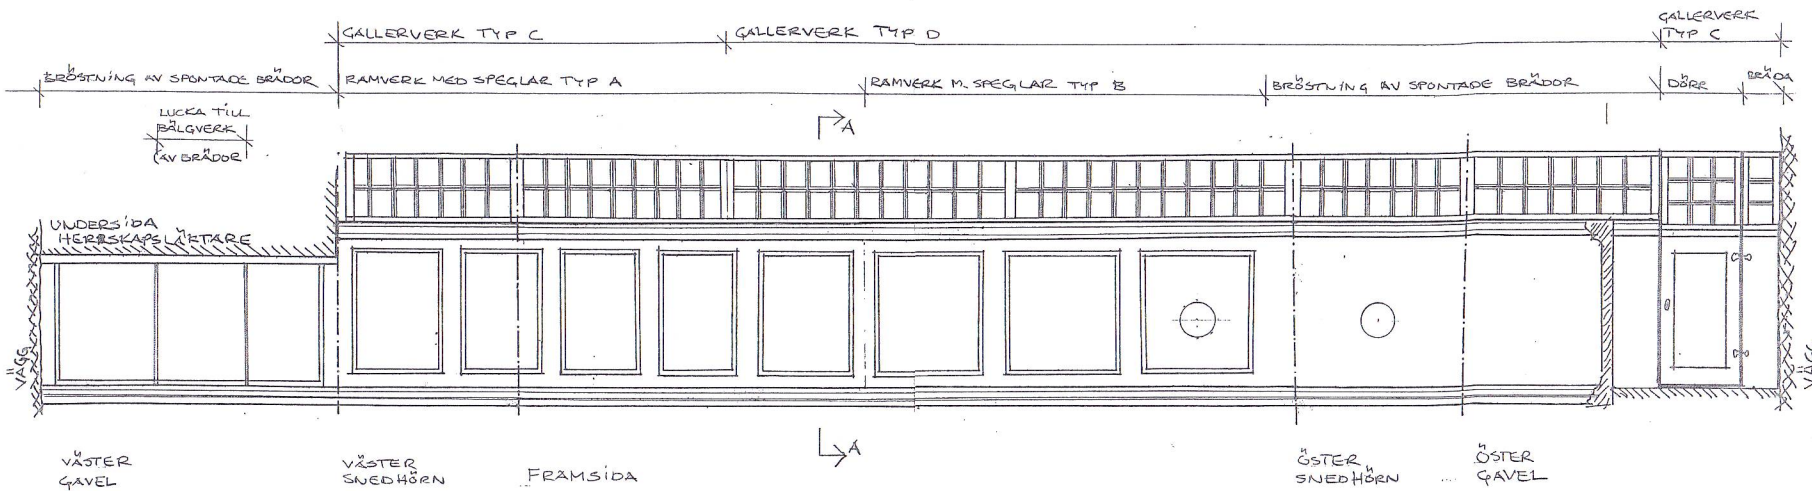 GALLERVERK TYP C
GALLERVERK TYP D
GALLERVERK
TYP C
BRÖSTNING AV SPONTADE BRÄDOR
RAMVERK MED SPEGLAR TYP A
RAMVERK M. SPEGLAR TYP B
BRÖSTNING AV SPONTADE BRÄDOR
DÖRR
BRÄDA
LUCKA TILL
BÄLGVERK
(AV BRÄDOR)
A
UNDERSIDA
HERRSKAPSLÄKTARE
VÄGG
VÄGG
A
VÄSTER
GAVEL
VÄSTER
SNEDHÖRN
FRAMSIDA
ÖSTER
SNEDHÖRN
ÖSTER
GAVEL